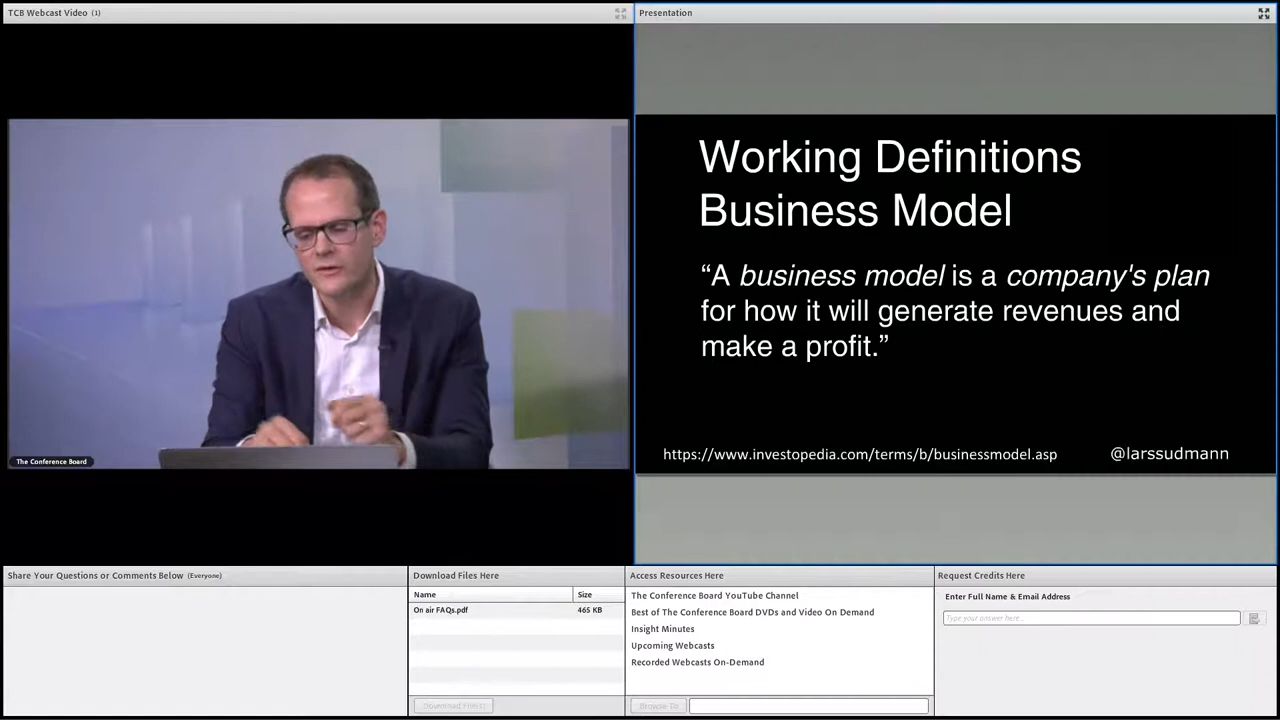 TCB Webcast Video (1)
Presentation
Working Definitions
Business Model
“A business model is a company's plan
for how it will generate revenues and
make a profit.”
https://www.investopedia.com/terms/b/businessmodel.asp
@larssudmann
The Conference Board
Share Your Questions or Comments Below (Everyone)
Download Files Here
Name
Size
On air FAQs.pdf
465 KB
Download File(s)
Access Resources Here
The Conference Board YouTube Channel
Best of The Conference Board DVDs and Video On Demand
Insight Minutes
Upcoming Webcasts
Recorded Webcasts On-Demand
Browse To
Request Credits Here
Enter Full Name & Email Address
Type your answer here...